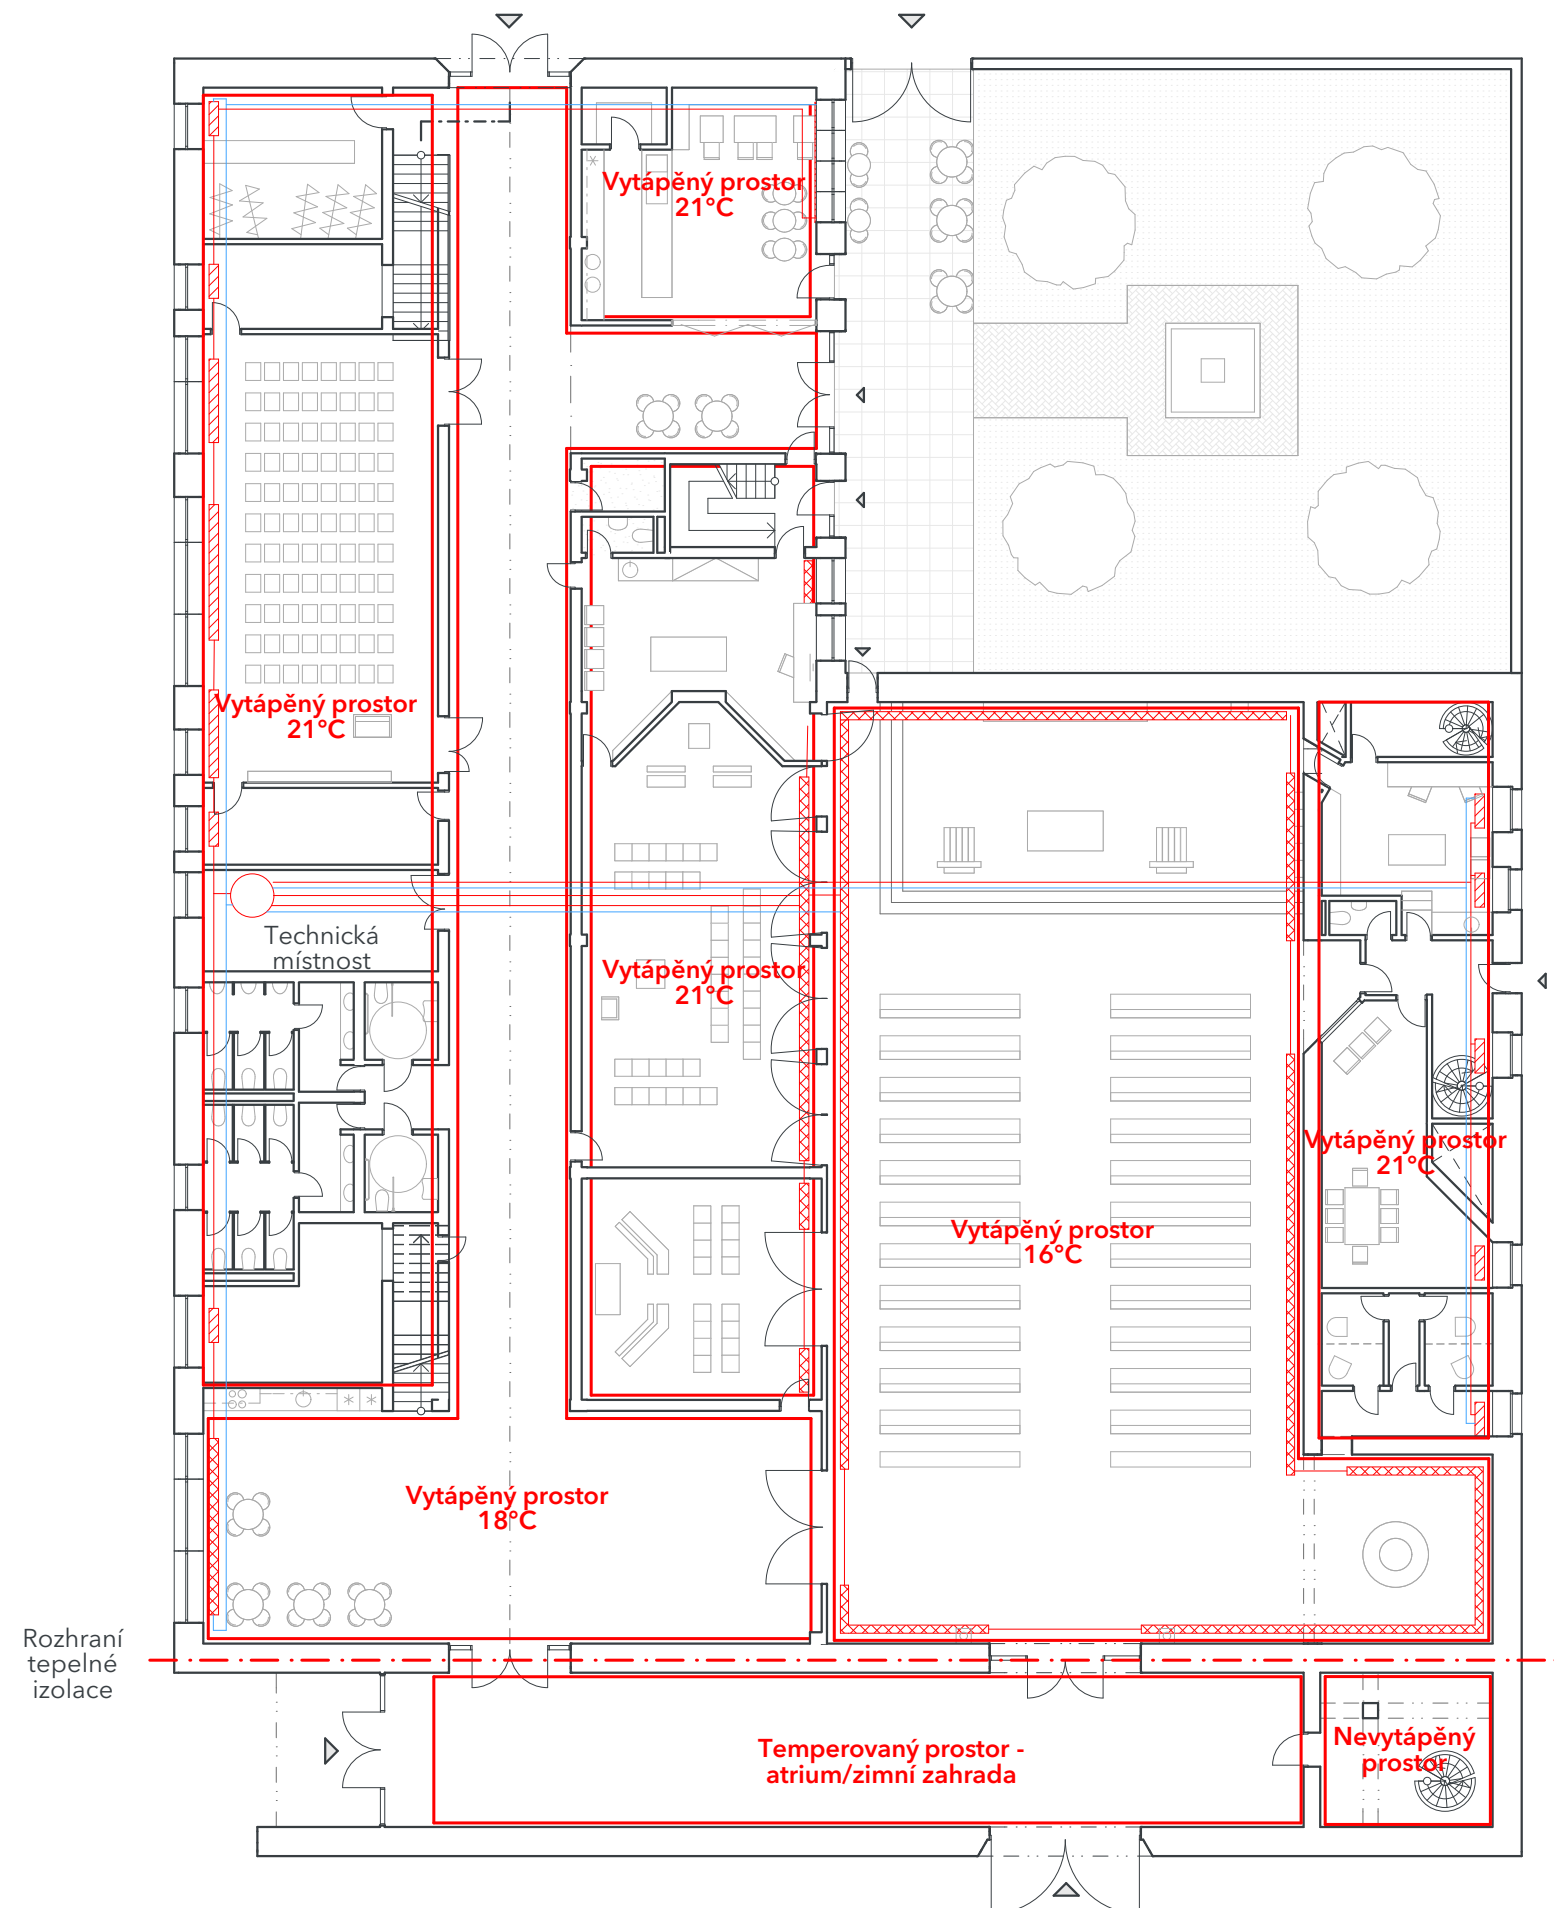 Vytápěný prostor
21°C
Vytápěný prostor
21°C
Technická
místnost
Vytápěný prostor
21°C
Vytápěný prostor
21°C
Vytápěný prostor
16°C
Vytápěný prostor
18°C
Rozhraní
tepelné
izolace
Temperovaný prostor -
atrium/zimní zahrada
Nevytápěný
prostor